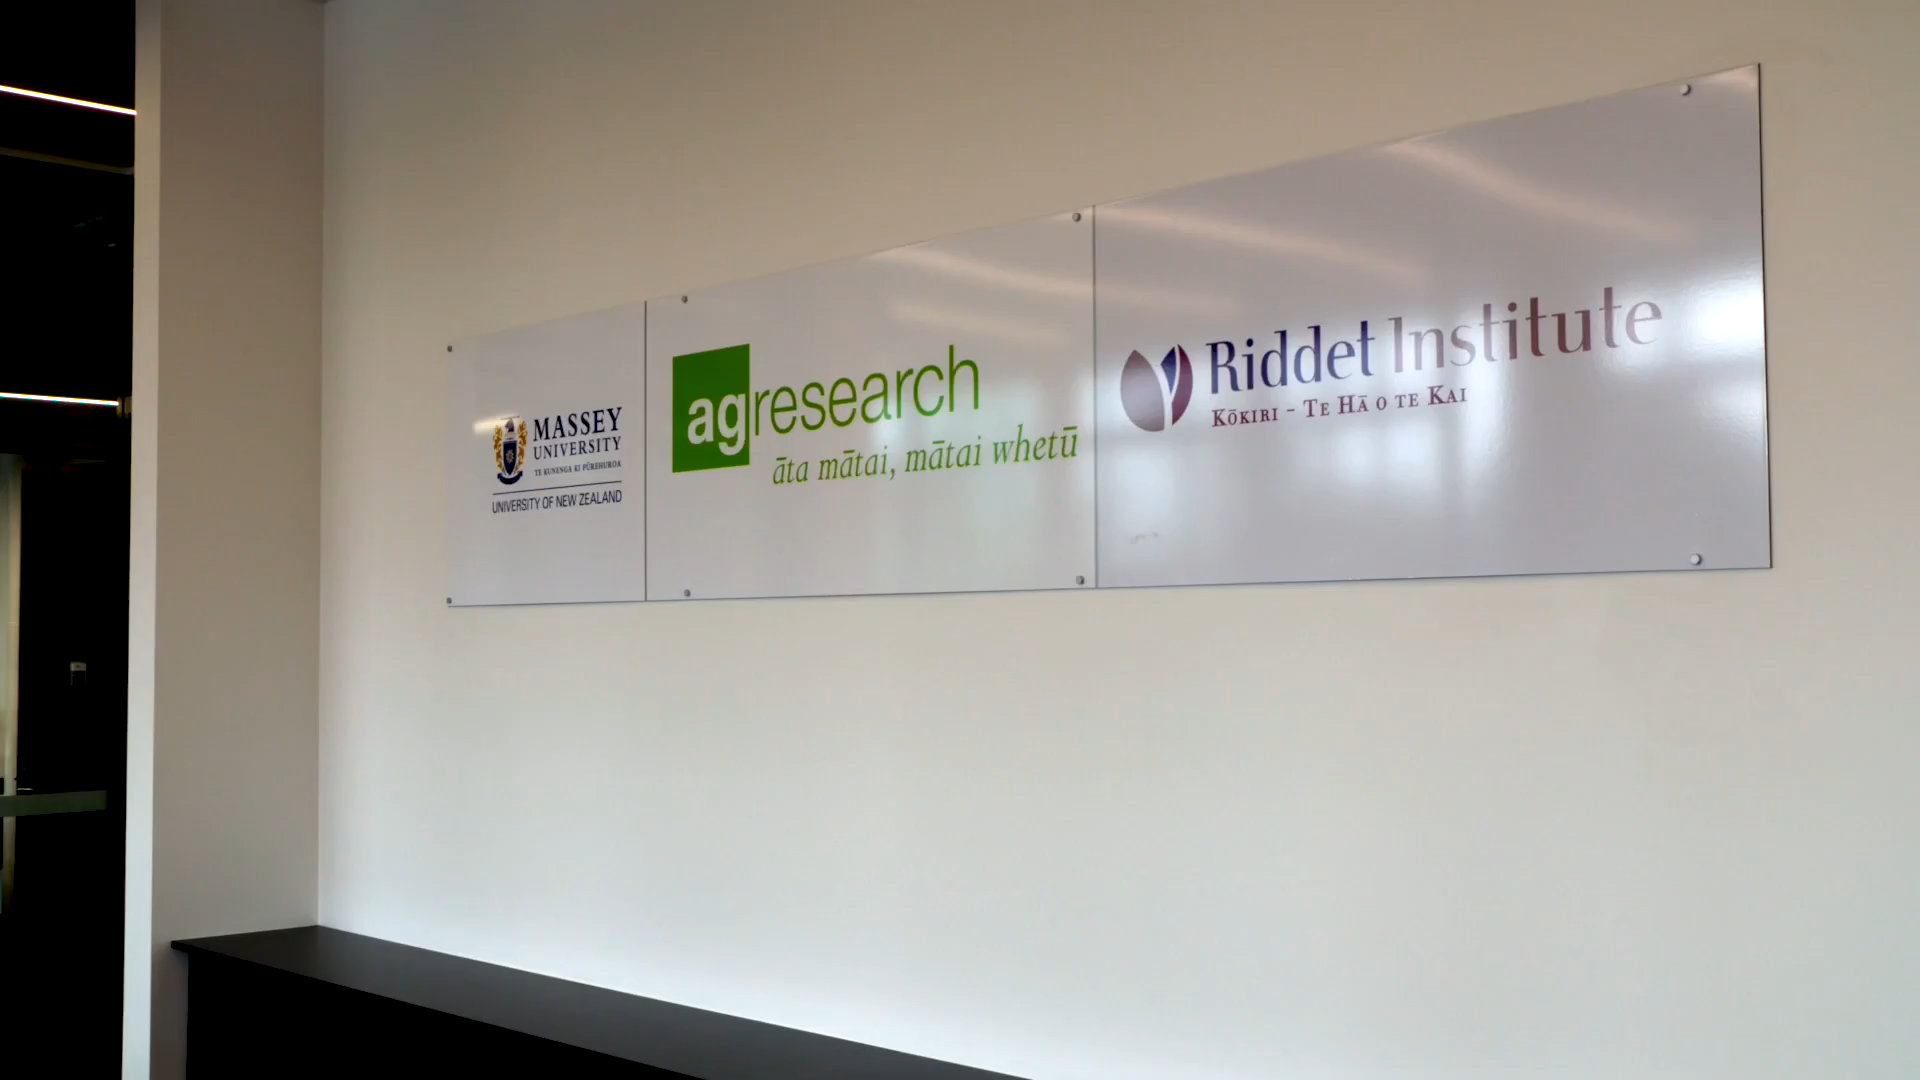 MASSEY
UNIVERSITY
TE KUNENGA KI PŪREHUROA
UNIVERSITY OF NEW ZEALAND
agresearch
āta mātai, mātai whetū
Riddet Institute
KŌKIRI – TE HĀ O TE KAI